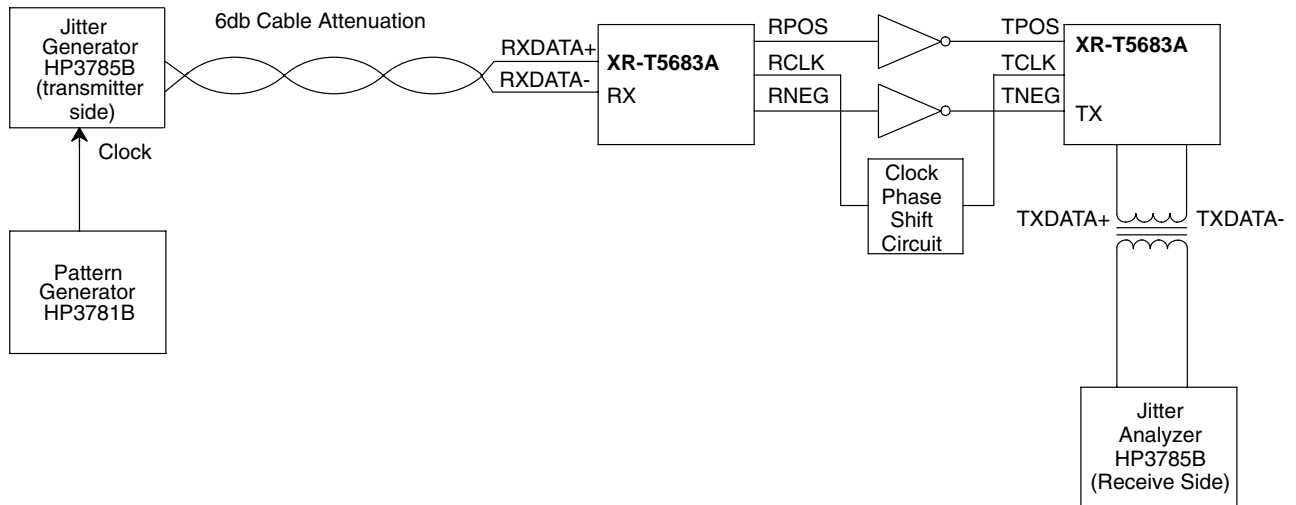 6db Cable Attenuation
Jitter
Generator
HP3785B
(transmitter
side)
Clock
Pattern
Generator
HP3781B
RXDATA+
RXDATA-
XR-T5683A
RX
RPOS
RCLK
RNEG
Clock
Phase
Shift
Circuit
TPOS
TCLK
TNEG
XR-T5683A
TX
TXDATA+
TXDATA-
Jitter
Analyzer
HP3785B
(Receive Side)